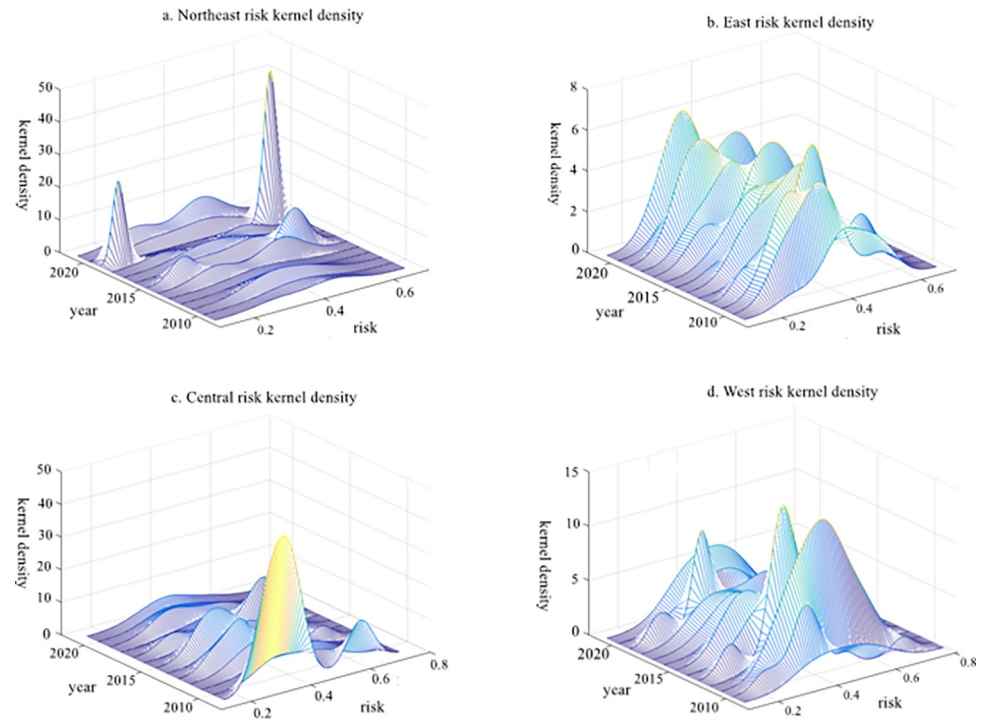 a. Northeast risk kernel density
50
40
30
20
10
0
kernel density
2020
2015
2010
year
0.2
0.4
0.6
risk
b. East risk kernel density
8
6
4
2
0
kernel density
2020
2015
2010
year
0.2
0.4
0.6
risk
c. Central risk kernel density
50
40
30
20
10
0
kernel density
2020
2015
2010
year
0.2
0.4
0.6
0.8
risk
d. West risk kernel density
15
10
5
0
kernel density
2020
2015
2010
year
0.2
0.4
0.6
0.8
risk